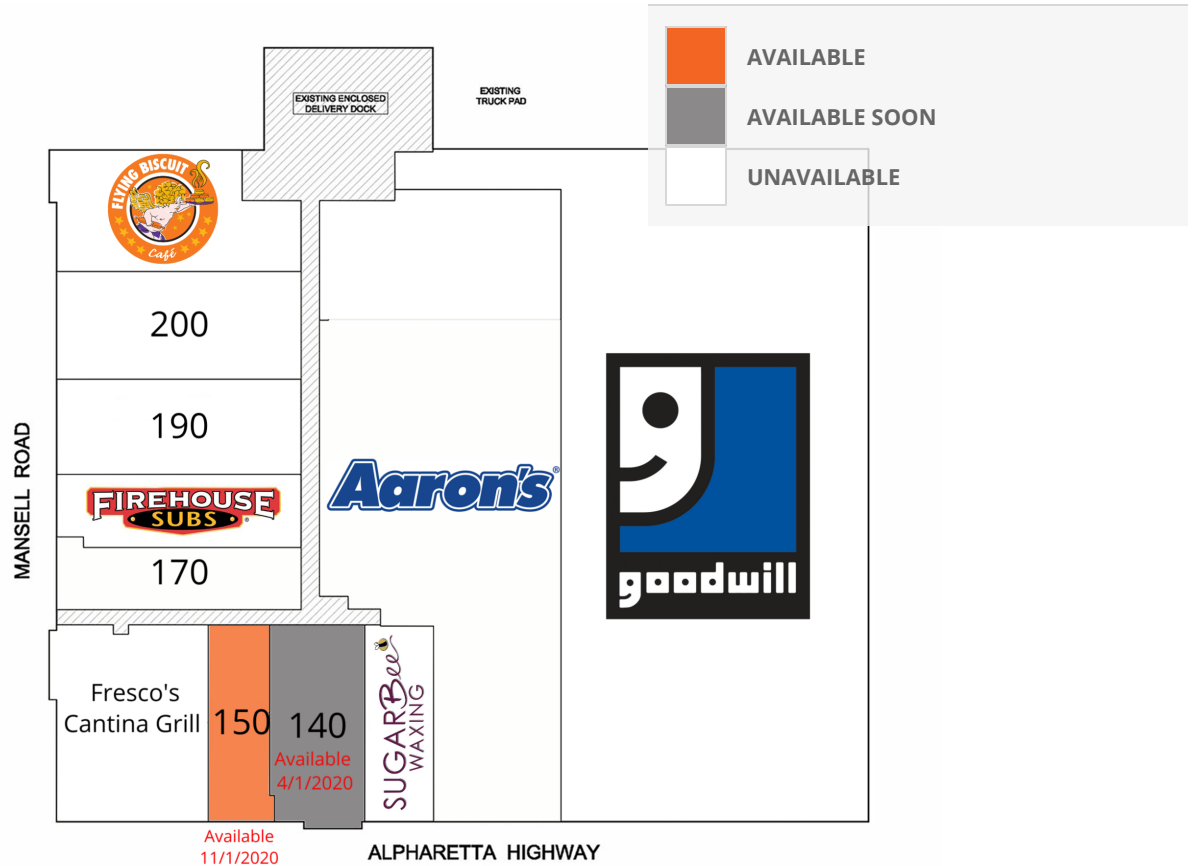 AVAILABLE
AVAILABLE SOON
UNAVAILABLE
EXISTING ENCLOSED
DELIVERY DOCK
EXISTING
TRUCK PAD
FLYING BISCUIT
Café
200
190
FIREHOUSE
SUBS
170
MANSELL ROAD
Aaron's
goodwill
Fresco's
Cantina Grill
150
140
Available
4/1/2020
SUGARBee
WAXING
Available
11/1/2020
ALPHARETTA HIGHWAY